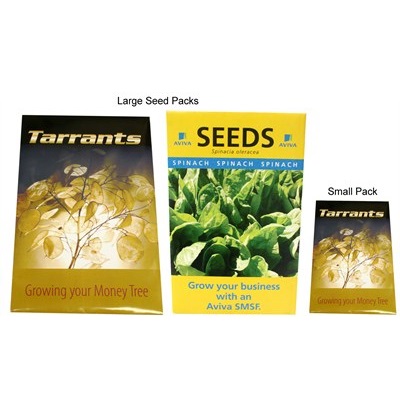 Large Seed Packs
Tarrants
Growing your Money Tree
AVIVA SEEDS AVIVA
Spinacia oleracea
SPINACH SPINACH SPINACH
Grow your business
with an
Aviva SMSF.
Small Pack
Tarrants
Growing your Money Tree